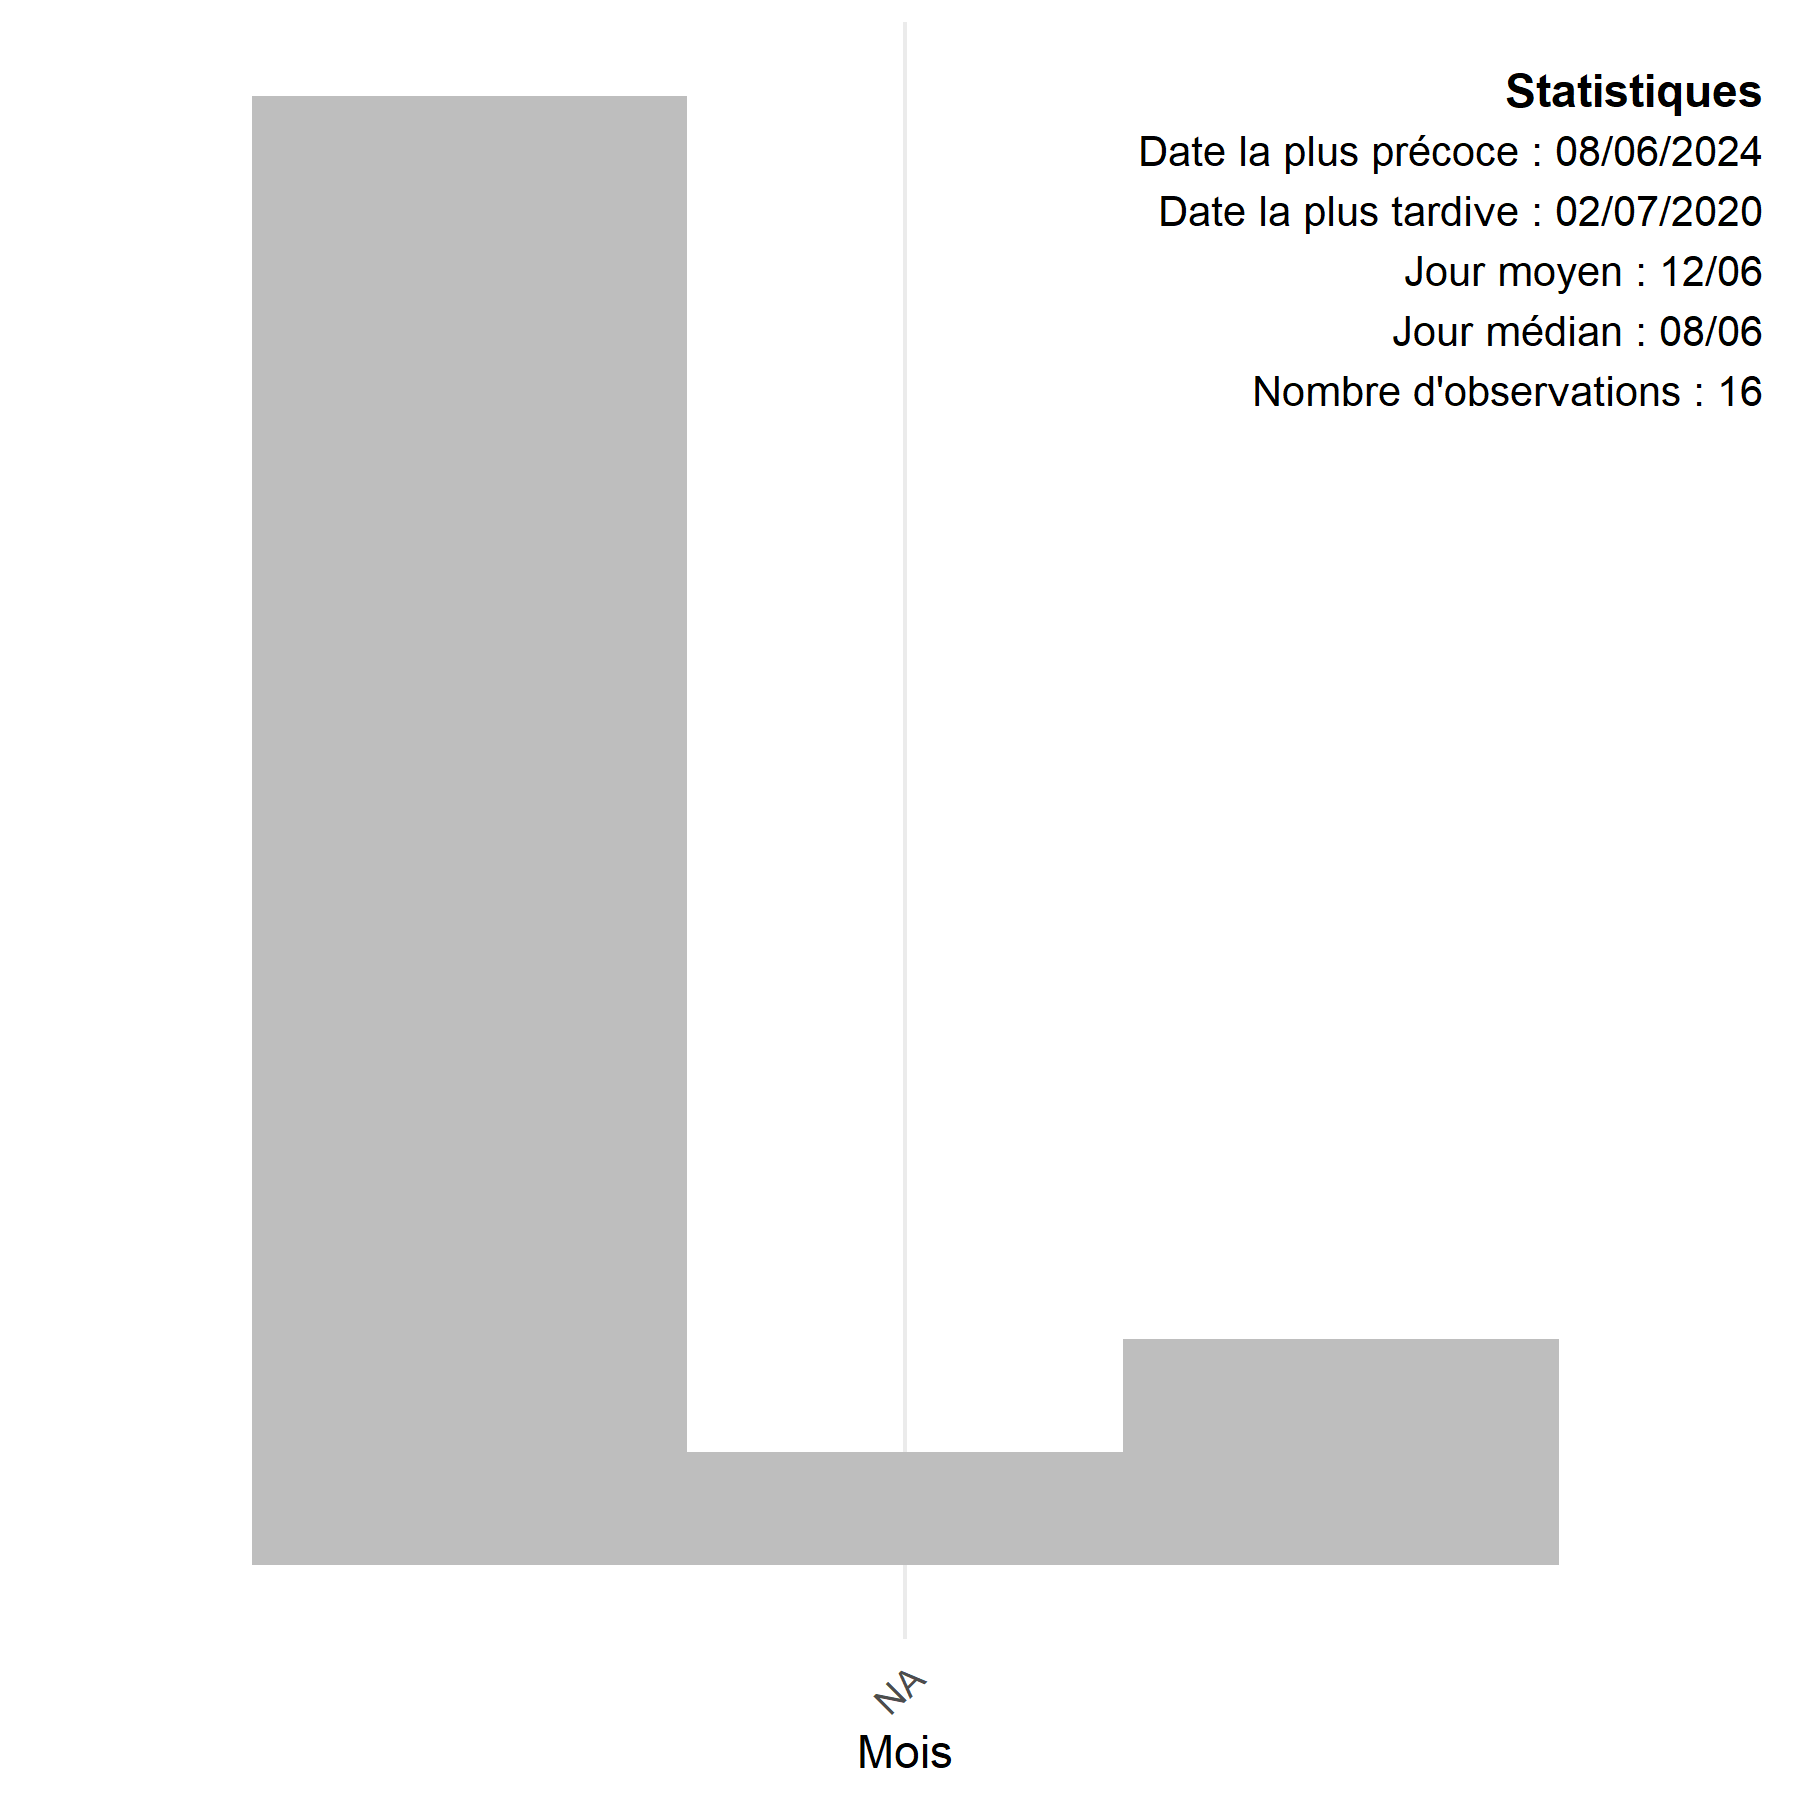 Statistiques
Date la plus précoce : 08/06/2024
Date la plus tardive : 02/07/2020
Jour moyen : 12/06
Jour médian : 08/06
Nombre d'observations : 16
NA
Mois